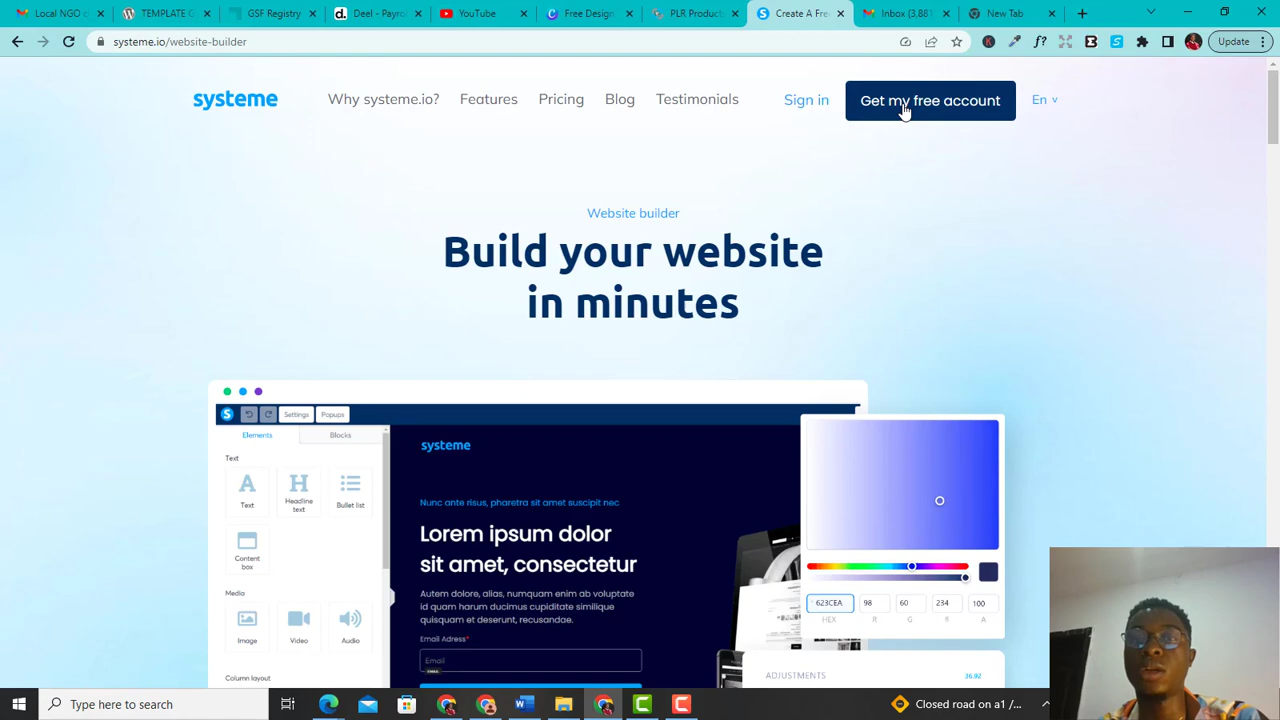 Local NGO c
TEMPLATE G
GSF Registry
Deel - Payro
YouTube
Free Design
PLR Product
Create A Fre
Inbox (3,881
New Tab
systeme.io/website-builder
Update
systeme
Why systeme.io?
Features
Pricing
Blog
Testimonials
Sign in
Get my free account
En
Website builder
Build your website
in minutes
Settings
Popups
Elements
Blocks
Text
Text
Headline
text
Bullet list
Content
box
Media
Image
Video
Audio
Column layout
systeme
Nunc ante risus, pharetra sit amet suscipit nec
Lorem ipsum dolor
sit amet, consectetur
Autem dolore, alias, numquam enim ab voluptate
id quo harum ducimus cupiditate similique
quisquam et deserunt, recusandae.
Email Adress*
Email
623CEA
98
60
234
100
HEX
R
G
A
ADJUSTMENTS
36.92
Type here to search
Closed road on a1 /...